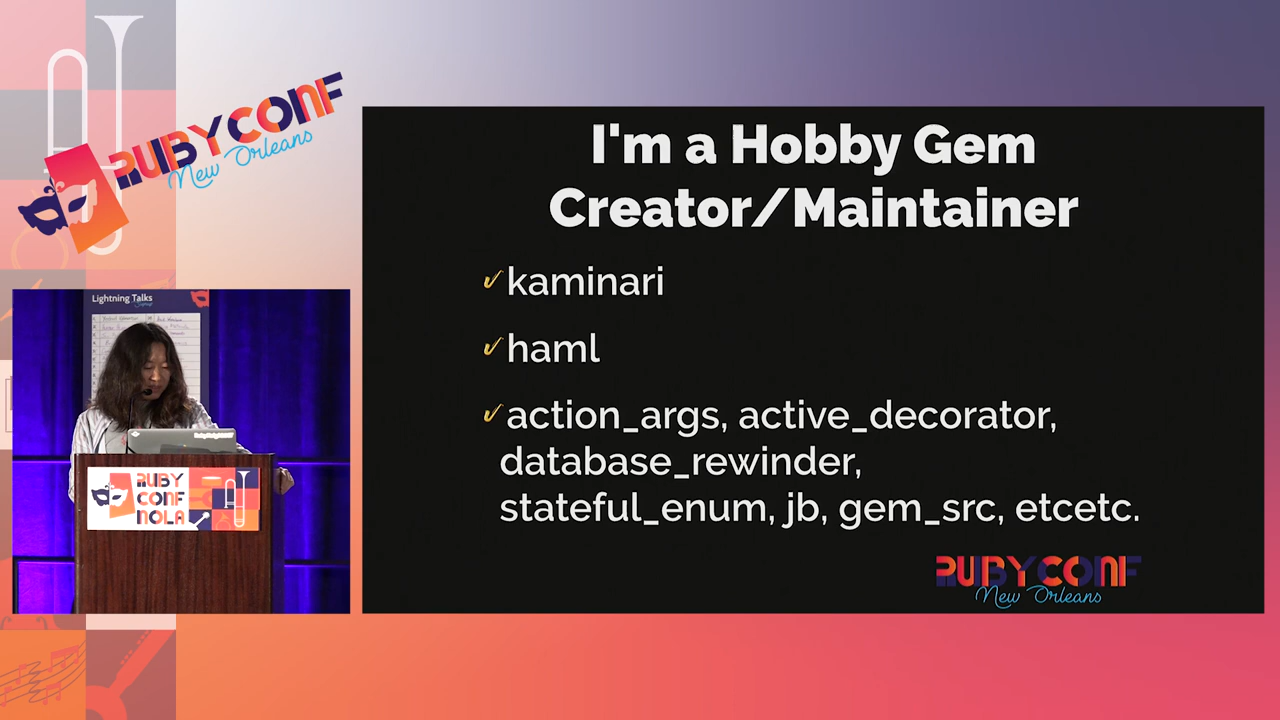 RUBYCONF
New Orleans
I'm a Hobby Gem
Creator/Maintainer
✓kaminari
✓haml
✓action_args, active_decorator,
database_rewinder,
stateful_enum, jb, gem_src, etcetc.
RUBYCONF
New Orleans
Lightning Talks
RUBY
CONF
NOLA